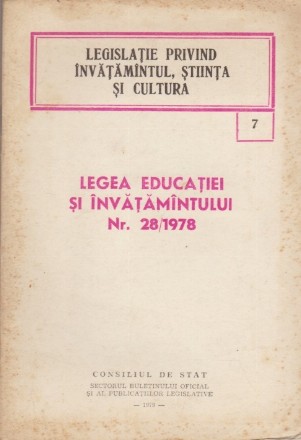 LEGISLAȚIE PRIVIND
ÎNVĂȚĂMÎNTUL, ȘTIINȚA
ȘI CULTURA
7
LEGEA EDUCAȚIEI
ȘI ÎNVĂȚĂMÎNTULUI
Nr. 28/1978
CONSILIUL DE STAT
SECTORUL BULETINULUI OFICIAL
ȘI AL PUBLICAȚIILOR LEGISLATIVE